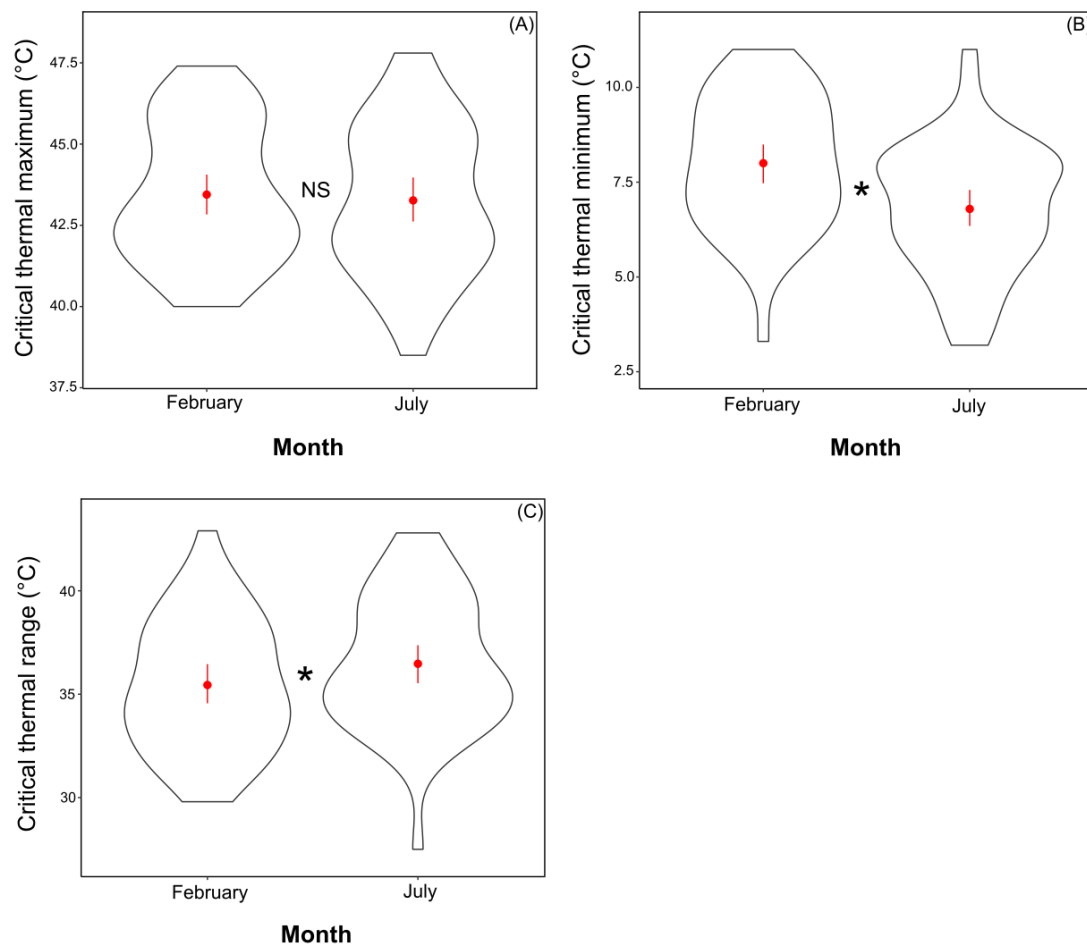 (A)
Critical thermal maximum (°C)
47.5
45.0
42.5
40.0
37.5
NS
February
July
Month
(B)
Critical thermal minimum (°C)
10.0
7.5
5.0
2.5
*
February
July
Month
(C)
Critical thermal range (°C)
40
35
30
*
February
July
Month